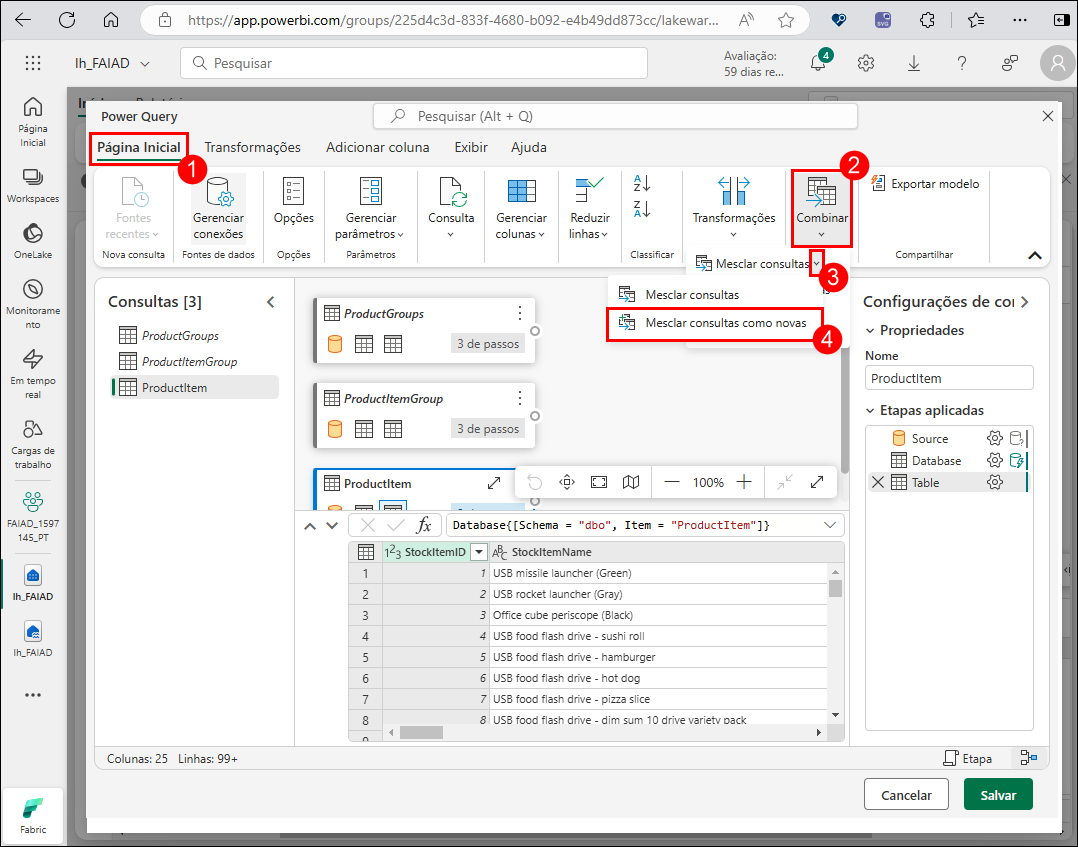 https://app.powerbi.com/groups/225d4c3d-833f-4680-b092-e4b49dd873cc/lakewar...
lh_FAIAD
Pesquisar
Avaliação:
59 dias re...
4
Página
Inicial
Workspaces
OneLake
Monitorame
nto
Em tempo
real
Cargas de
trabalho
FAIAD_1597
145_PT
lh_FAIAD
lh_FAIAD
Fabric
Power Query
Pesquisar (Alt + Q)
Página Inicial
Transformações
Adicionar coluna
Exibir
Ajuda
1
2
Fontes
recentes
Nova consulta
Gerenciar
conexões
Fontes de dados
Opções
Opções
Gerenciar
parâmetros
Parâmetros
Consulta
Gerenciar
colunas
Reduzir
linhas
Classificar
Transformações
Combinar
Exportar modelo
Compartilhar
Mesclar consultas
3
Mesclar consultas
Mesclar consultas como novas
4
Consultas [3]
ProductGroups
ProductItemGroup
ProductItem
ProductGroups
3 de passos
ProductItemGroup
3 de passos
ProductItem
100%
Configurações de cor
Propriedades
Nome
ProductItem
Etapas aplicadas
Source
Database
Table
fx
Database{[Schema = "dbo", Item = "ProductItem"]}
123 StockItemID
ABC StockItemName
1 1 USB missile launcher (Green)
2 2 USB rocket launcher (Gray)
3 3 Office cube periscope (Black)
4 4 USB food flash drive - sushi roll
5 5 USB food flash drive - hamburger
6 6 USB food flash drive - hot dog
7 7 USB food flash drive - pizza slice
8 8 USB food flash drive - dim sum 10 drive variety pack
Colunas: 25 Linhas: 99+
Etapa
Cancelar
Salvar